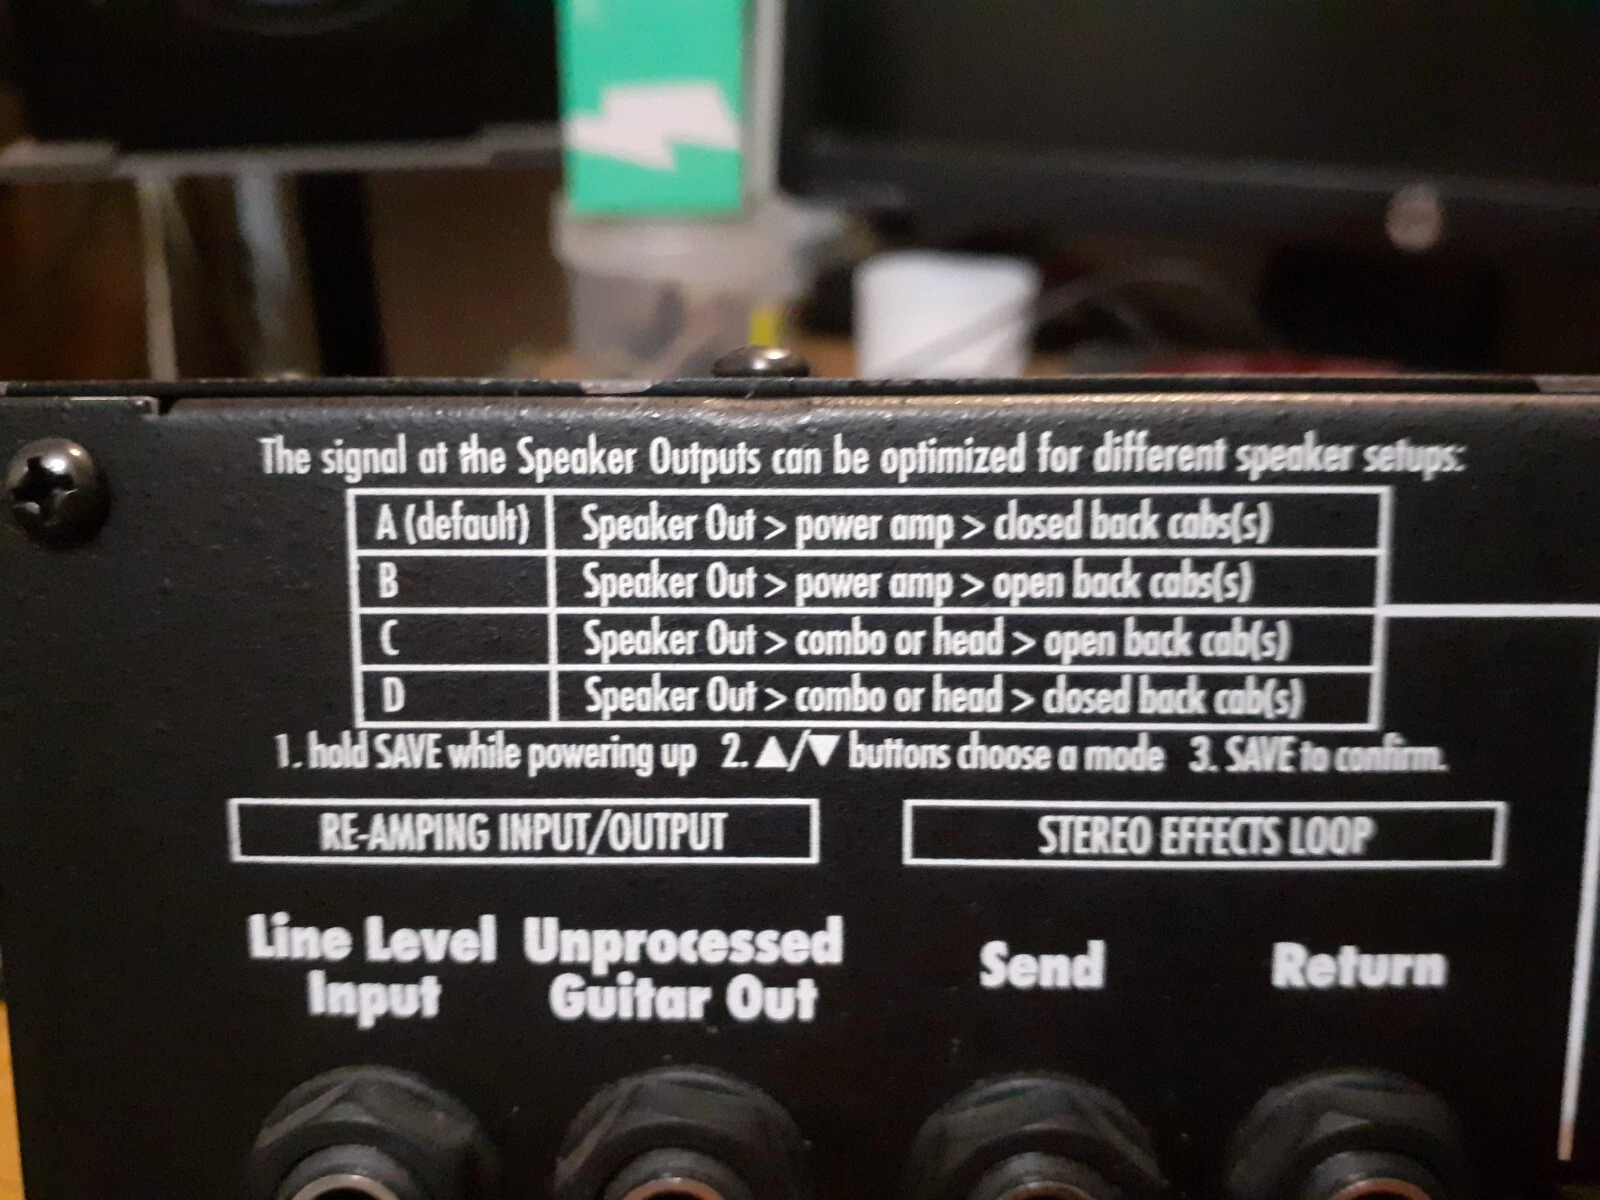 The signal at the Speaker Outputs can be optimized for different speaker setups:
A (default) Speaker Out > power amp > closed back cabs(s)
B Speaker Out > power amp > open back cabs(s)
C Speaker Out > combo or head > open back cab(s)
D Speaker Out > combo or head > closed back cab(s)
1. hold SAVE while powering up 2. ▲/▼ buttons choose a mode 3. SAVE to confirm.
RE-AMPING INPUT/OUTPUT STEREO EFFECTS LOOP
Line Level Input
Unprocessed Guitar Out
Send
Return